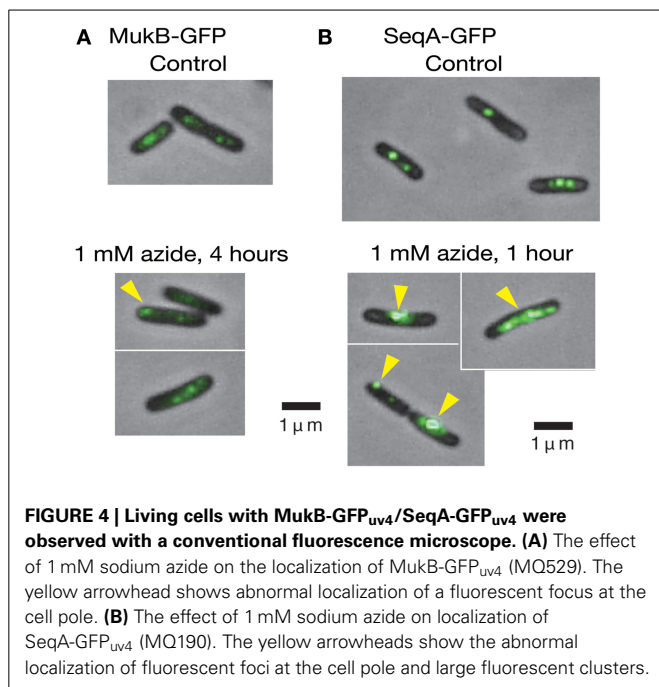 A MukB-GFP
Control
B SeqA-GFP
Control
1 mM azide, 4 hours
1 mM azide, 1 hour
1 μm
1 μm
FIGURE 4 | Living cells with MukB-GFPuv4/SeqA-GFPuv4 were
observed with a conventional fluorescence microscope. (A) The effect
of 1 mM sodium azide on the localization of MukB-GFPuv4 (MQ529). The
yellow arrowhead shows abnormal localization of a fluorescent focus at the
cell pole. (B) The effect of 1 mM sodium azide on localization of
SeqA-GFPuv4 (MQ190). The yellow arrowheads show the abnormal
localization of fluorescent foci at the cell pole and large fluorescent clusters.